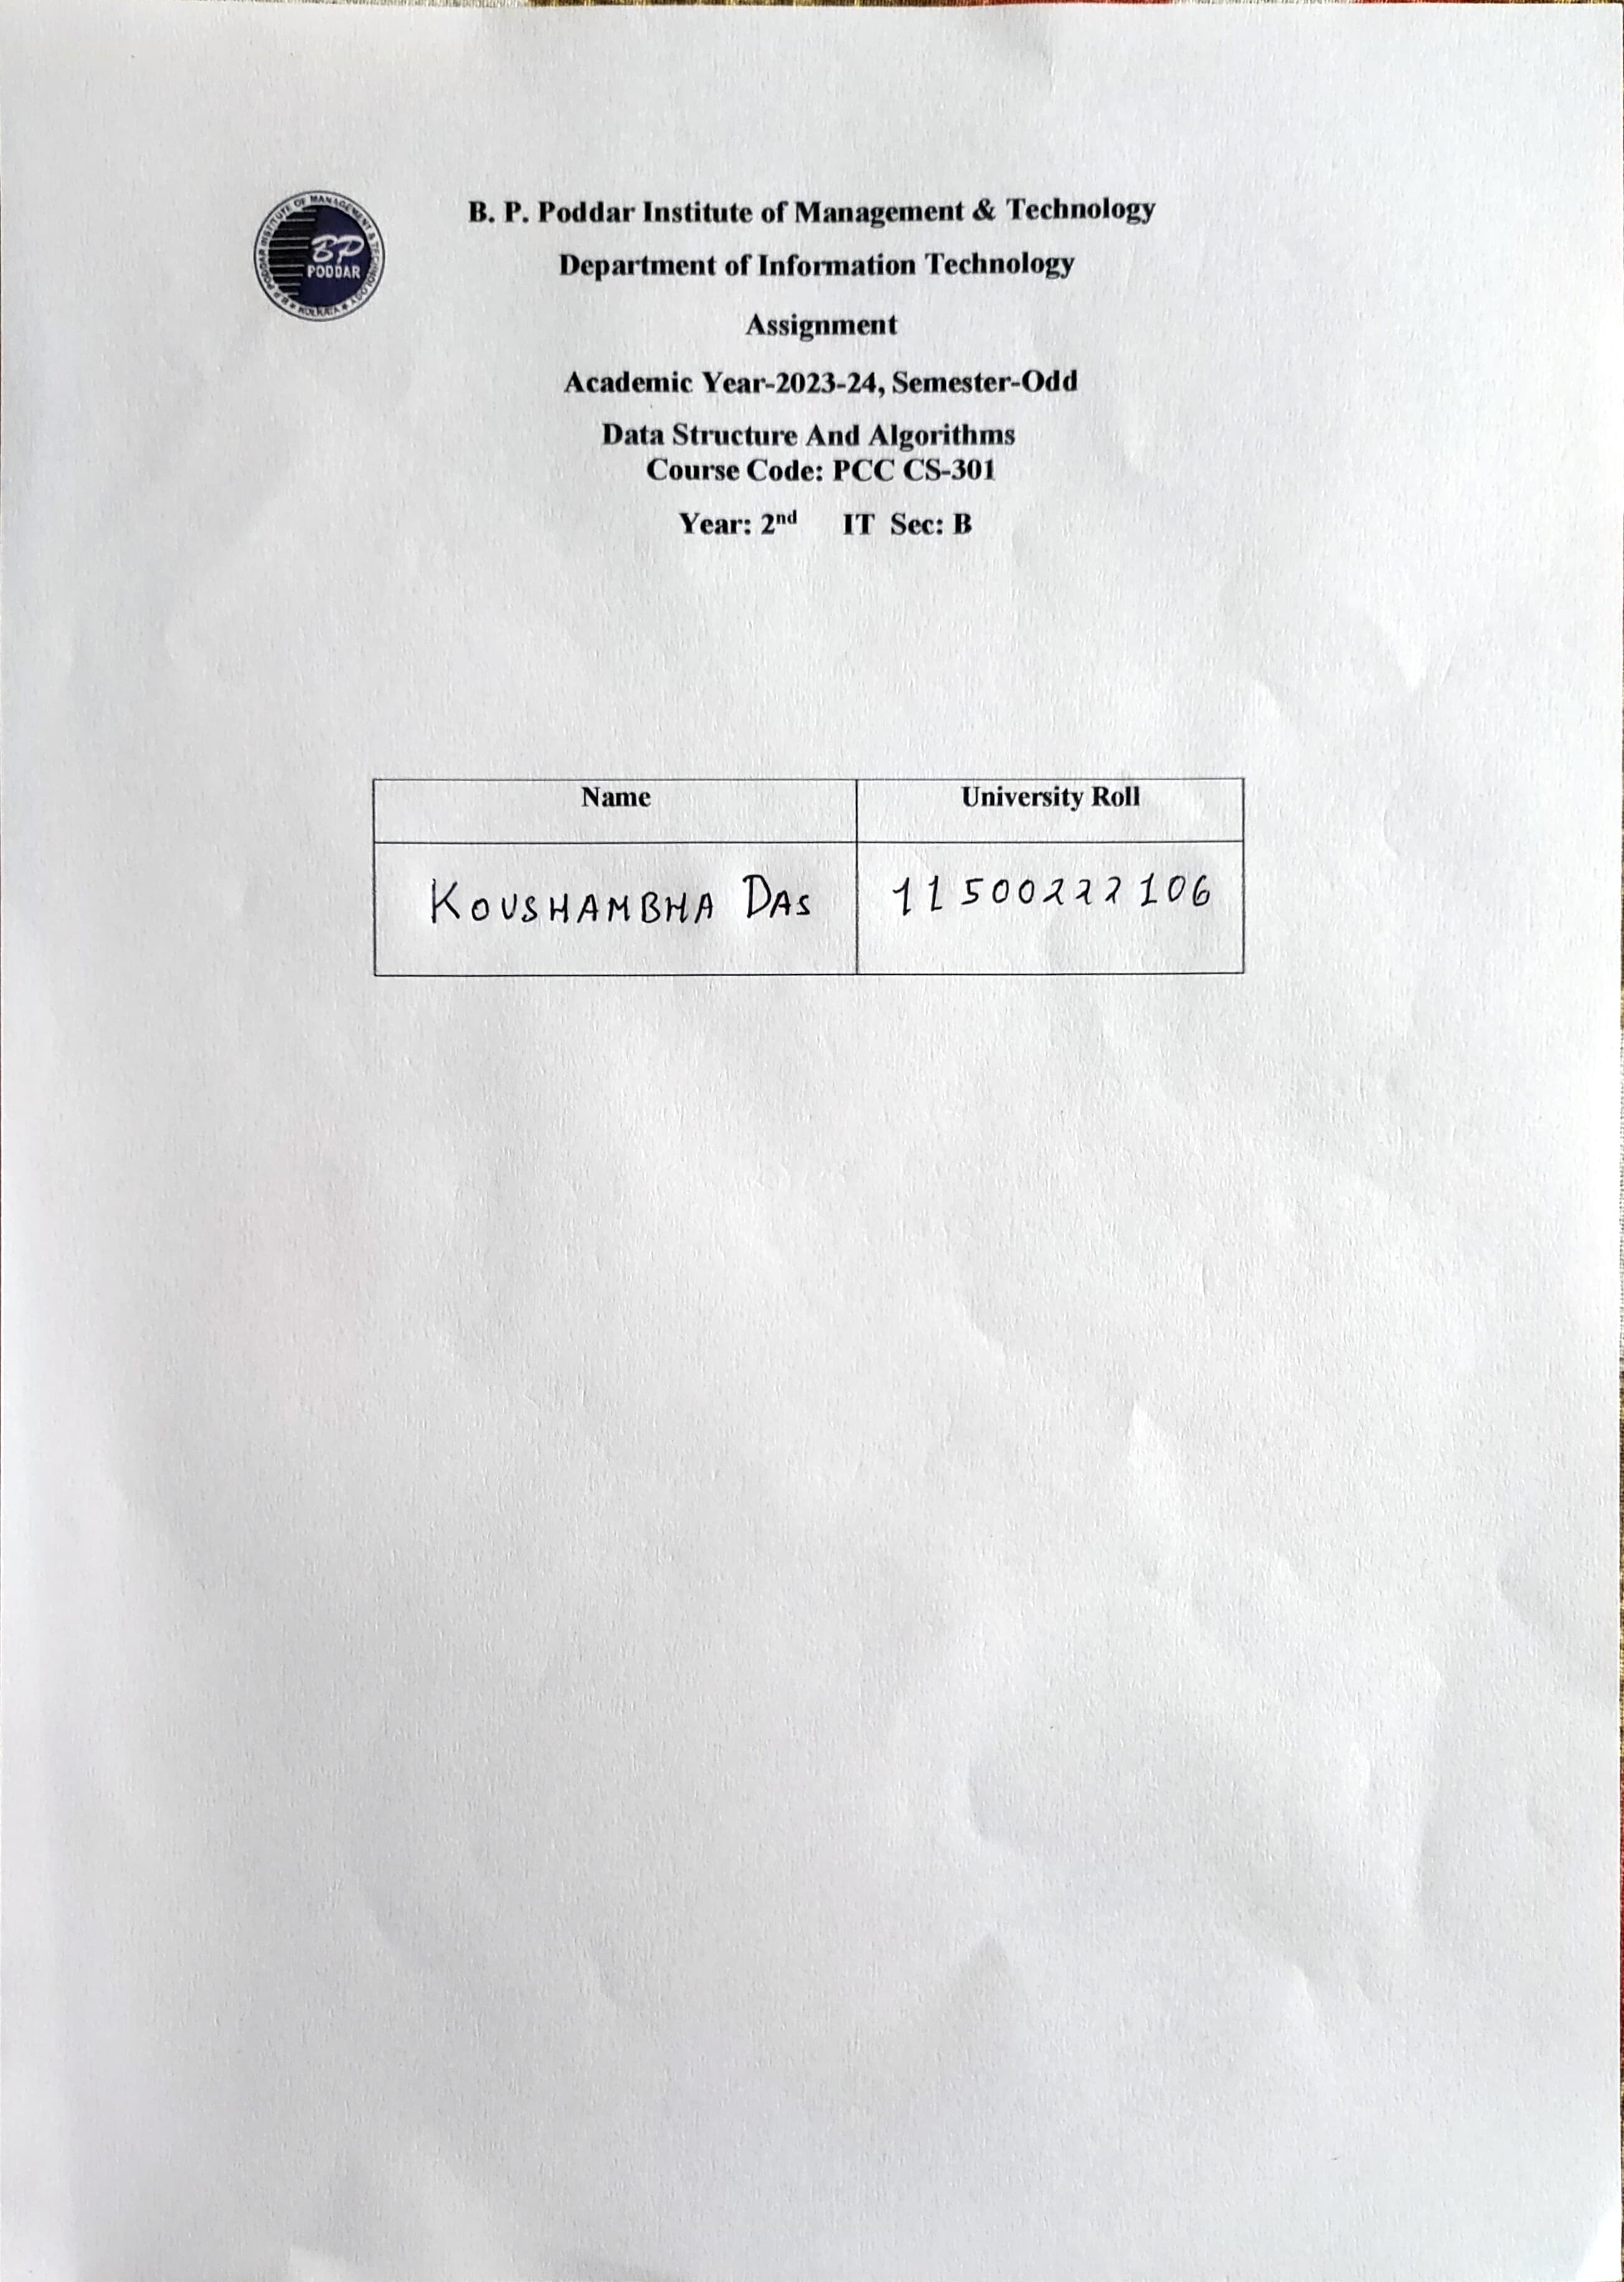 B. P. Poddar Institute of Management & Technology
Department of Information Technology
Assignment
Academic Year-2023-24, Semester-Odd
Data Structure And Algorithms
Course Code: PCC CS-301
Year: 2nd IT Sec: B
B P PODDAR INSTITUTE OF MANAGEMENT & TECHNOLOGY
KOLKATA
BP
PODDAR
Name University Roll
KOUSHAMBHA DAS 11500222106